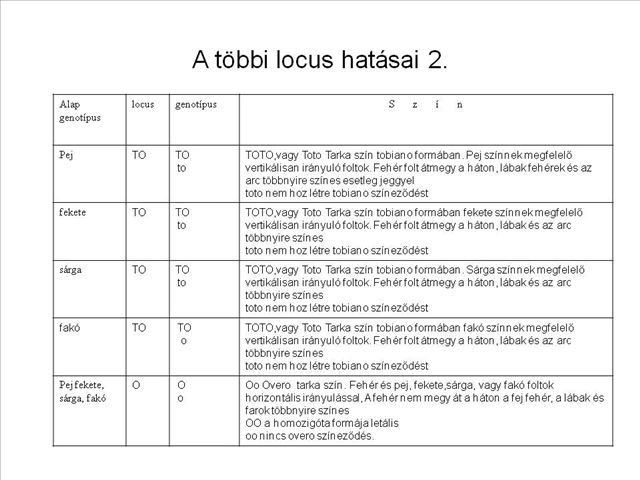 A többi locus hatásai 2.
Alap
genotípus
locus
genotípus
S z í n
Pej
TO
TO
to
TOTO,vagy Toto Tarka szín tobiano formában. Pej színnek megfelelő
vertikálisan irányuló foltok. Fehér folt átmegy a háton, lábak fehérek és az
arc többnyire színes esetleg jeggyel
toto nem hoz létre tobiano színeződést
fekete
TO
TO
to
TOTO,vagy Toto Tarka szín tobiano formában fekete színnek megfelelő
vertikálisan irányuló foltok. Fehér folt átmegy a háton, lábak és az arc
többnyire színes
toto nem hoz létre tobiano színeződést
sárga
TO
TO
to
TOTO,vagy Toto Tarka szín tobiano formában. Sárga színnek megfelelő
vertikálisan irányuló foltok. Fehér folt átmegy a háton, lábak és az arc
többnyire színes
toto nem hoz létre tobiano színeződést
fakó
TO
TO
o
TOTO,vagy Toto Tarka szín tobiano formában fakó színnek megfelelő
vertikálisan irányuló foltok. Fehér folt átmegy a háton, lábak és az arc
többnyire színes
toto nem hoz létre tobiano színeződést
Pej fekete,
sárga, fakó
O
O
o
Oo Overo tarka szín. Fehér és pej, fekete,sárga, vagy fakó foltok
horizontális irányulással, A fehér nem megy át a háton a fej fehér, a lábak és
farok többnyire színes
OO a homozigóta formája letális
oo nincs overo színeződés.